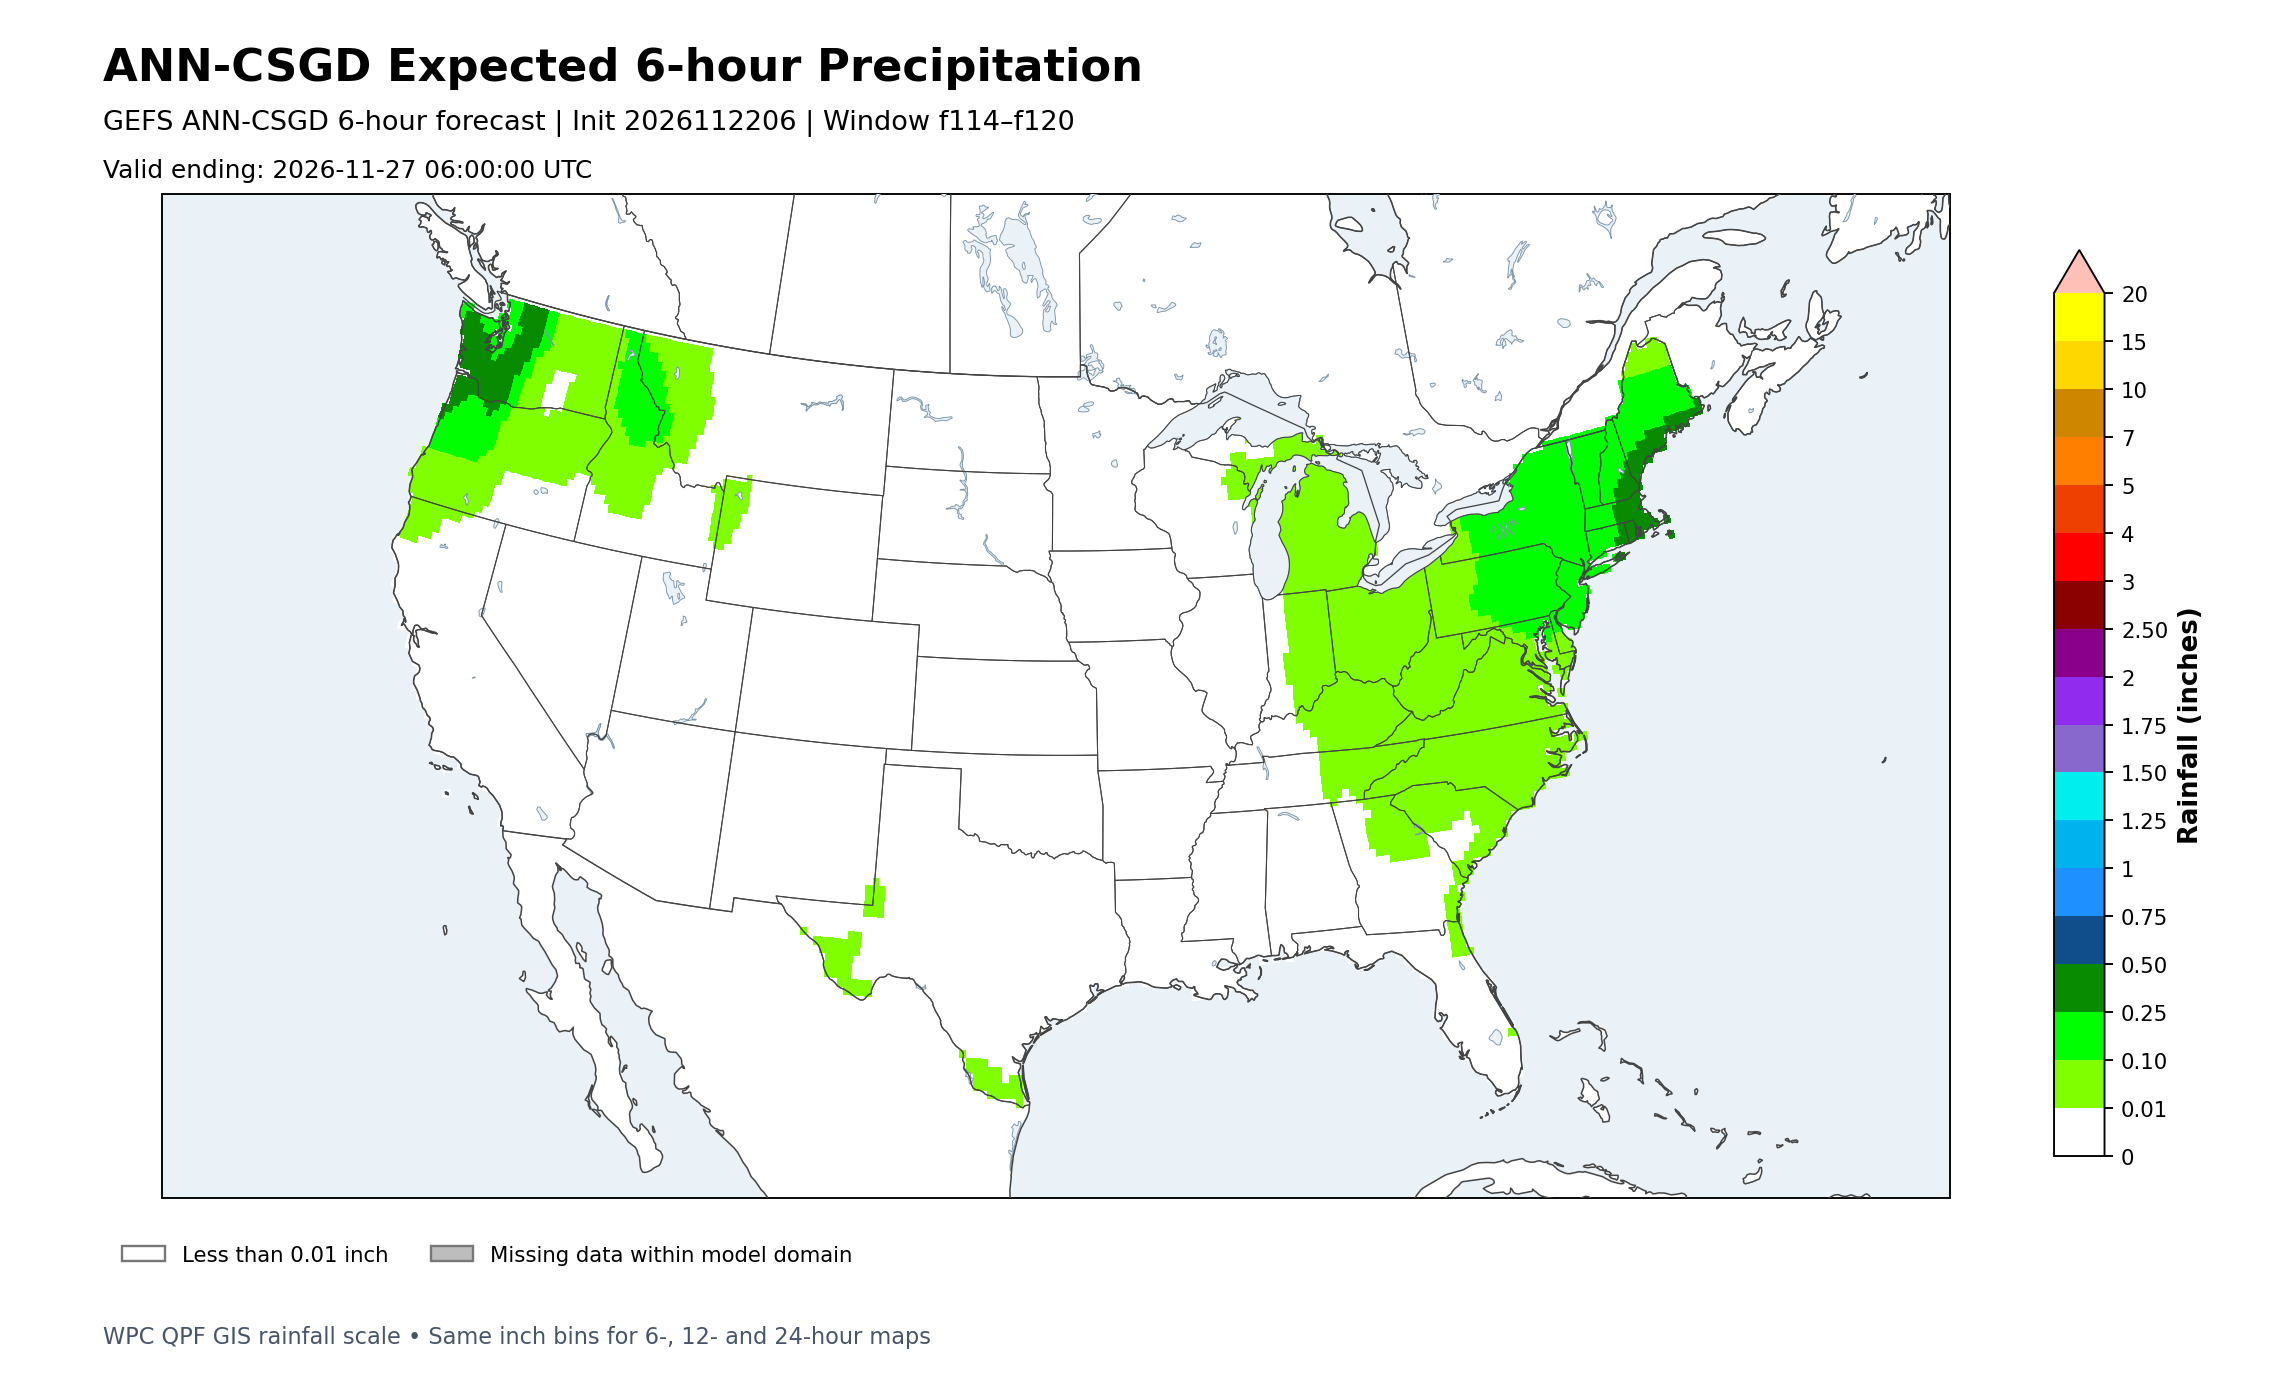 ANN-CSGD Expected 6-hour Precipitation
GEFS ANN-CSGD 6-hour forecast | Init 2026112206 | Window f114–f120
Valid ending: 2026-11-27 06:00:00 UTC
20
15
10
7
5
4
3
2.50
2
1.75
1.50
1.25
1
0.75
0.50
0.25
0.10
0.01
0
Rainfall (inches)
Less than 0.01 inch
Missing data within model domain
WPC QPF GIS rainfall scale • Same inch bins for 6-, 12- and 24-hour maps